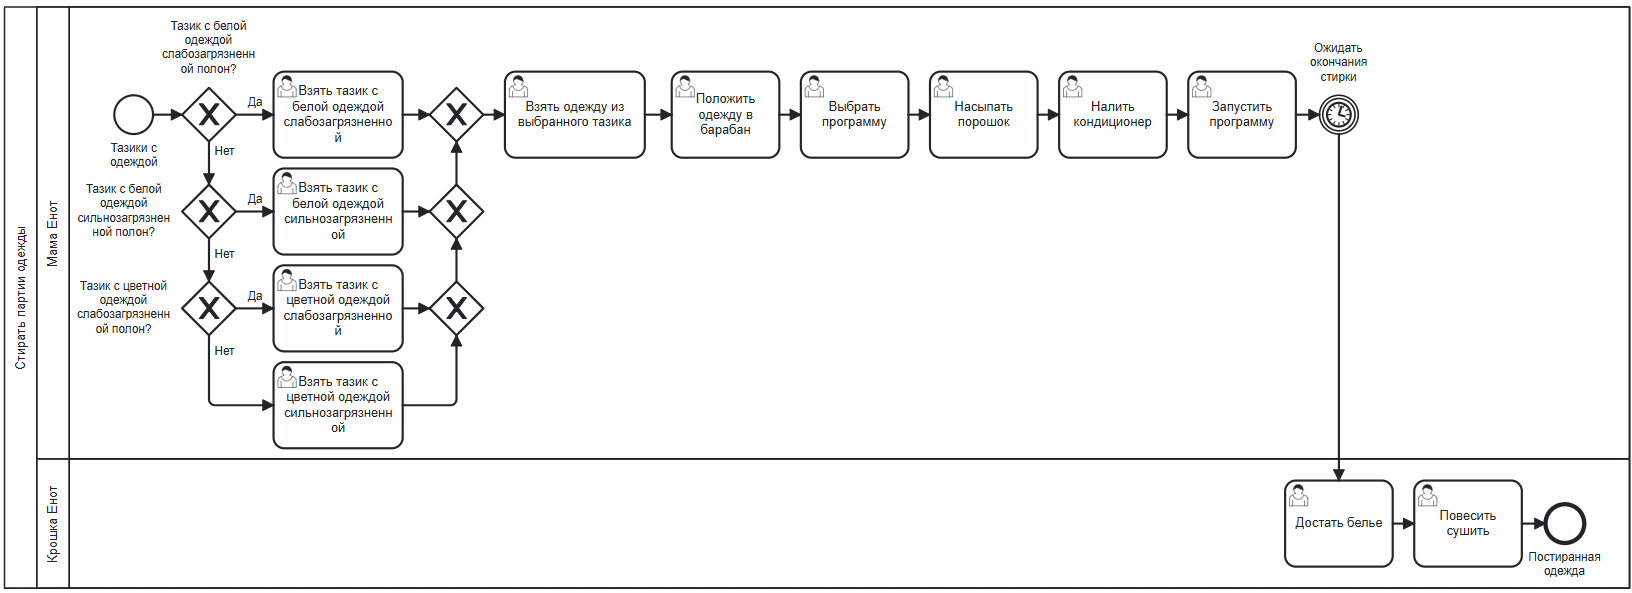 Стирать партии одежды
Мама Енот
Тазик с белой
одеждой
слабозагрязненн
ой полон?
Тазики с
одеждой
Да
Нет
Взять тазик с
белой одеждой
слабозагрязненно
й
Взять одежду из
выбранного тазика
Положить
одежду в
барабан
Выбрать
программу
Насыпать
порошок
Налить
кондиционер
Запустить
программу
Ожидать
окончания
стирки
Тазик с белой
одеждой
сильнозагрязнен
ной полон?
Да
Нет
Взять тазик с
белой одеждой
сильнозагрязненн
ой
Тазик с цветной
одеждой
слабозагрязненн
ой полон?
Да
Нет
Взять тазик с
цветной одеждой
слабозагрязненно
й
Взять тазик с
цветной одеждой
сильнозагрязненн
ой
Крошка Енот
Достать белье
Повесить
сушить
Постиранная
одежда